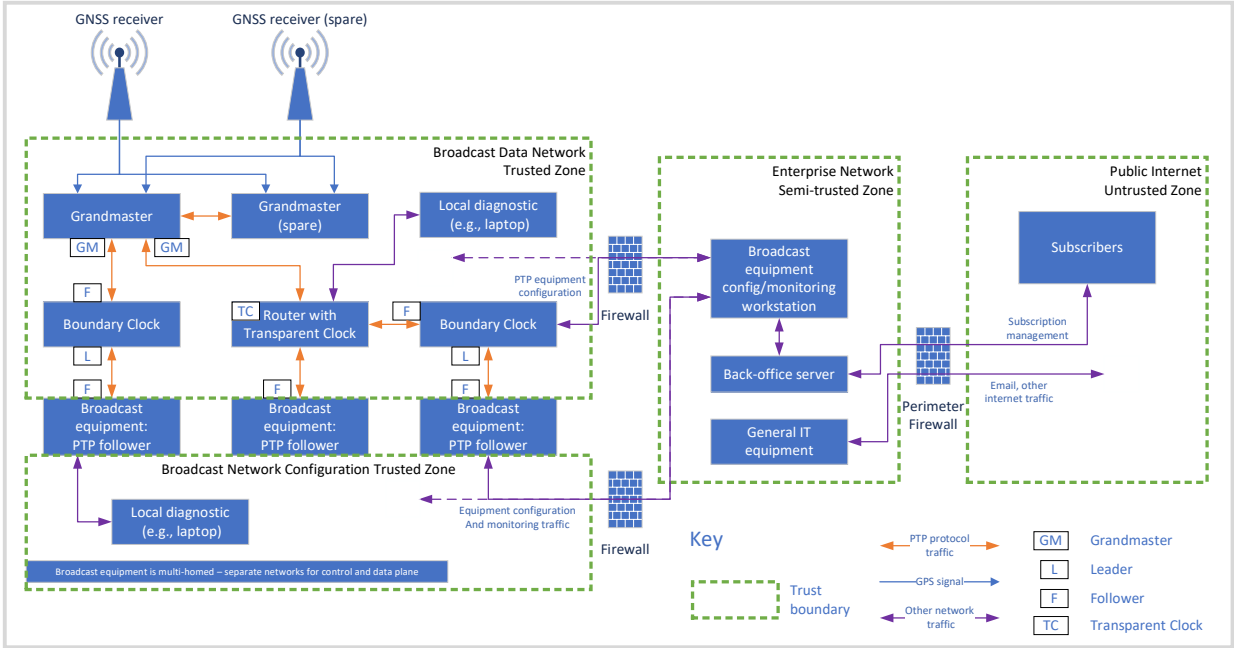 GNSS receiver
GNSS receiver (spare)
Broadcast Data Network
Trusted Zone
Enterprise Network
Semi-trusted Zone
Public Internet
Untrusted Zone
Grandmaster
Grandmaster
(spare)
Local diagnostic
(e.g., laptop)
GM
GM
PTP equipment
configuration
Firewall
Broadcast
equipment
config/monitoring
workstation
Subscribers
F
Boundary Clock
L
F
TC
Router with
Transparent Clock
F
F
Boundary Clock
L
F
Back-office server
Subscription
management
Email, other
internet traffic
Perimeter
Firewall
General IT
equipment
Broadcast
equipment:
PTP follower
Broadcast
equipment:
PTP follower
Broadcast
equipment:
PTP follower
Broadcast Network Configuration Trusted Zone
Local diagnostic
(e.g., laptop)
Equipment configuration
And monitoring traffic
Firewall
Broadcast equipment is multi-homed – separate networks for control and data plane
Key
Trust
boundary
PTP protocol
traffic
GPS signal
Other network
traffic
GM
Grandmaster
L
Leader
F
Follower
TC
Transparent Clock